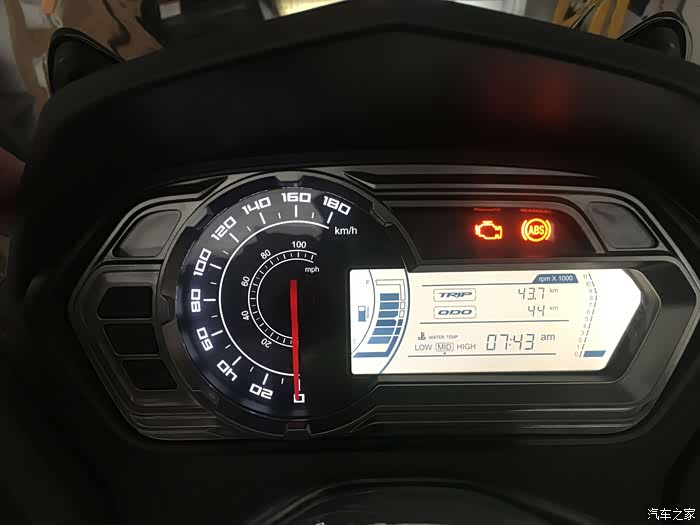 180
160
140
120
100
80
60
40
20
0
km/h
100
80
60
40
20
mph
ABS
rpm X 1000
F
TRIP 43.7 km
ODO 44 km
WATER TEMP
LOW MID HIGH 07:43 am
汽车之家